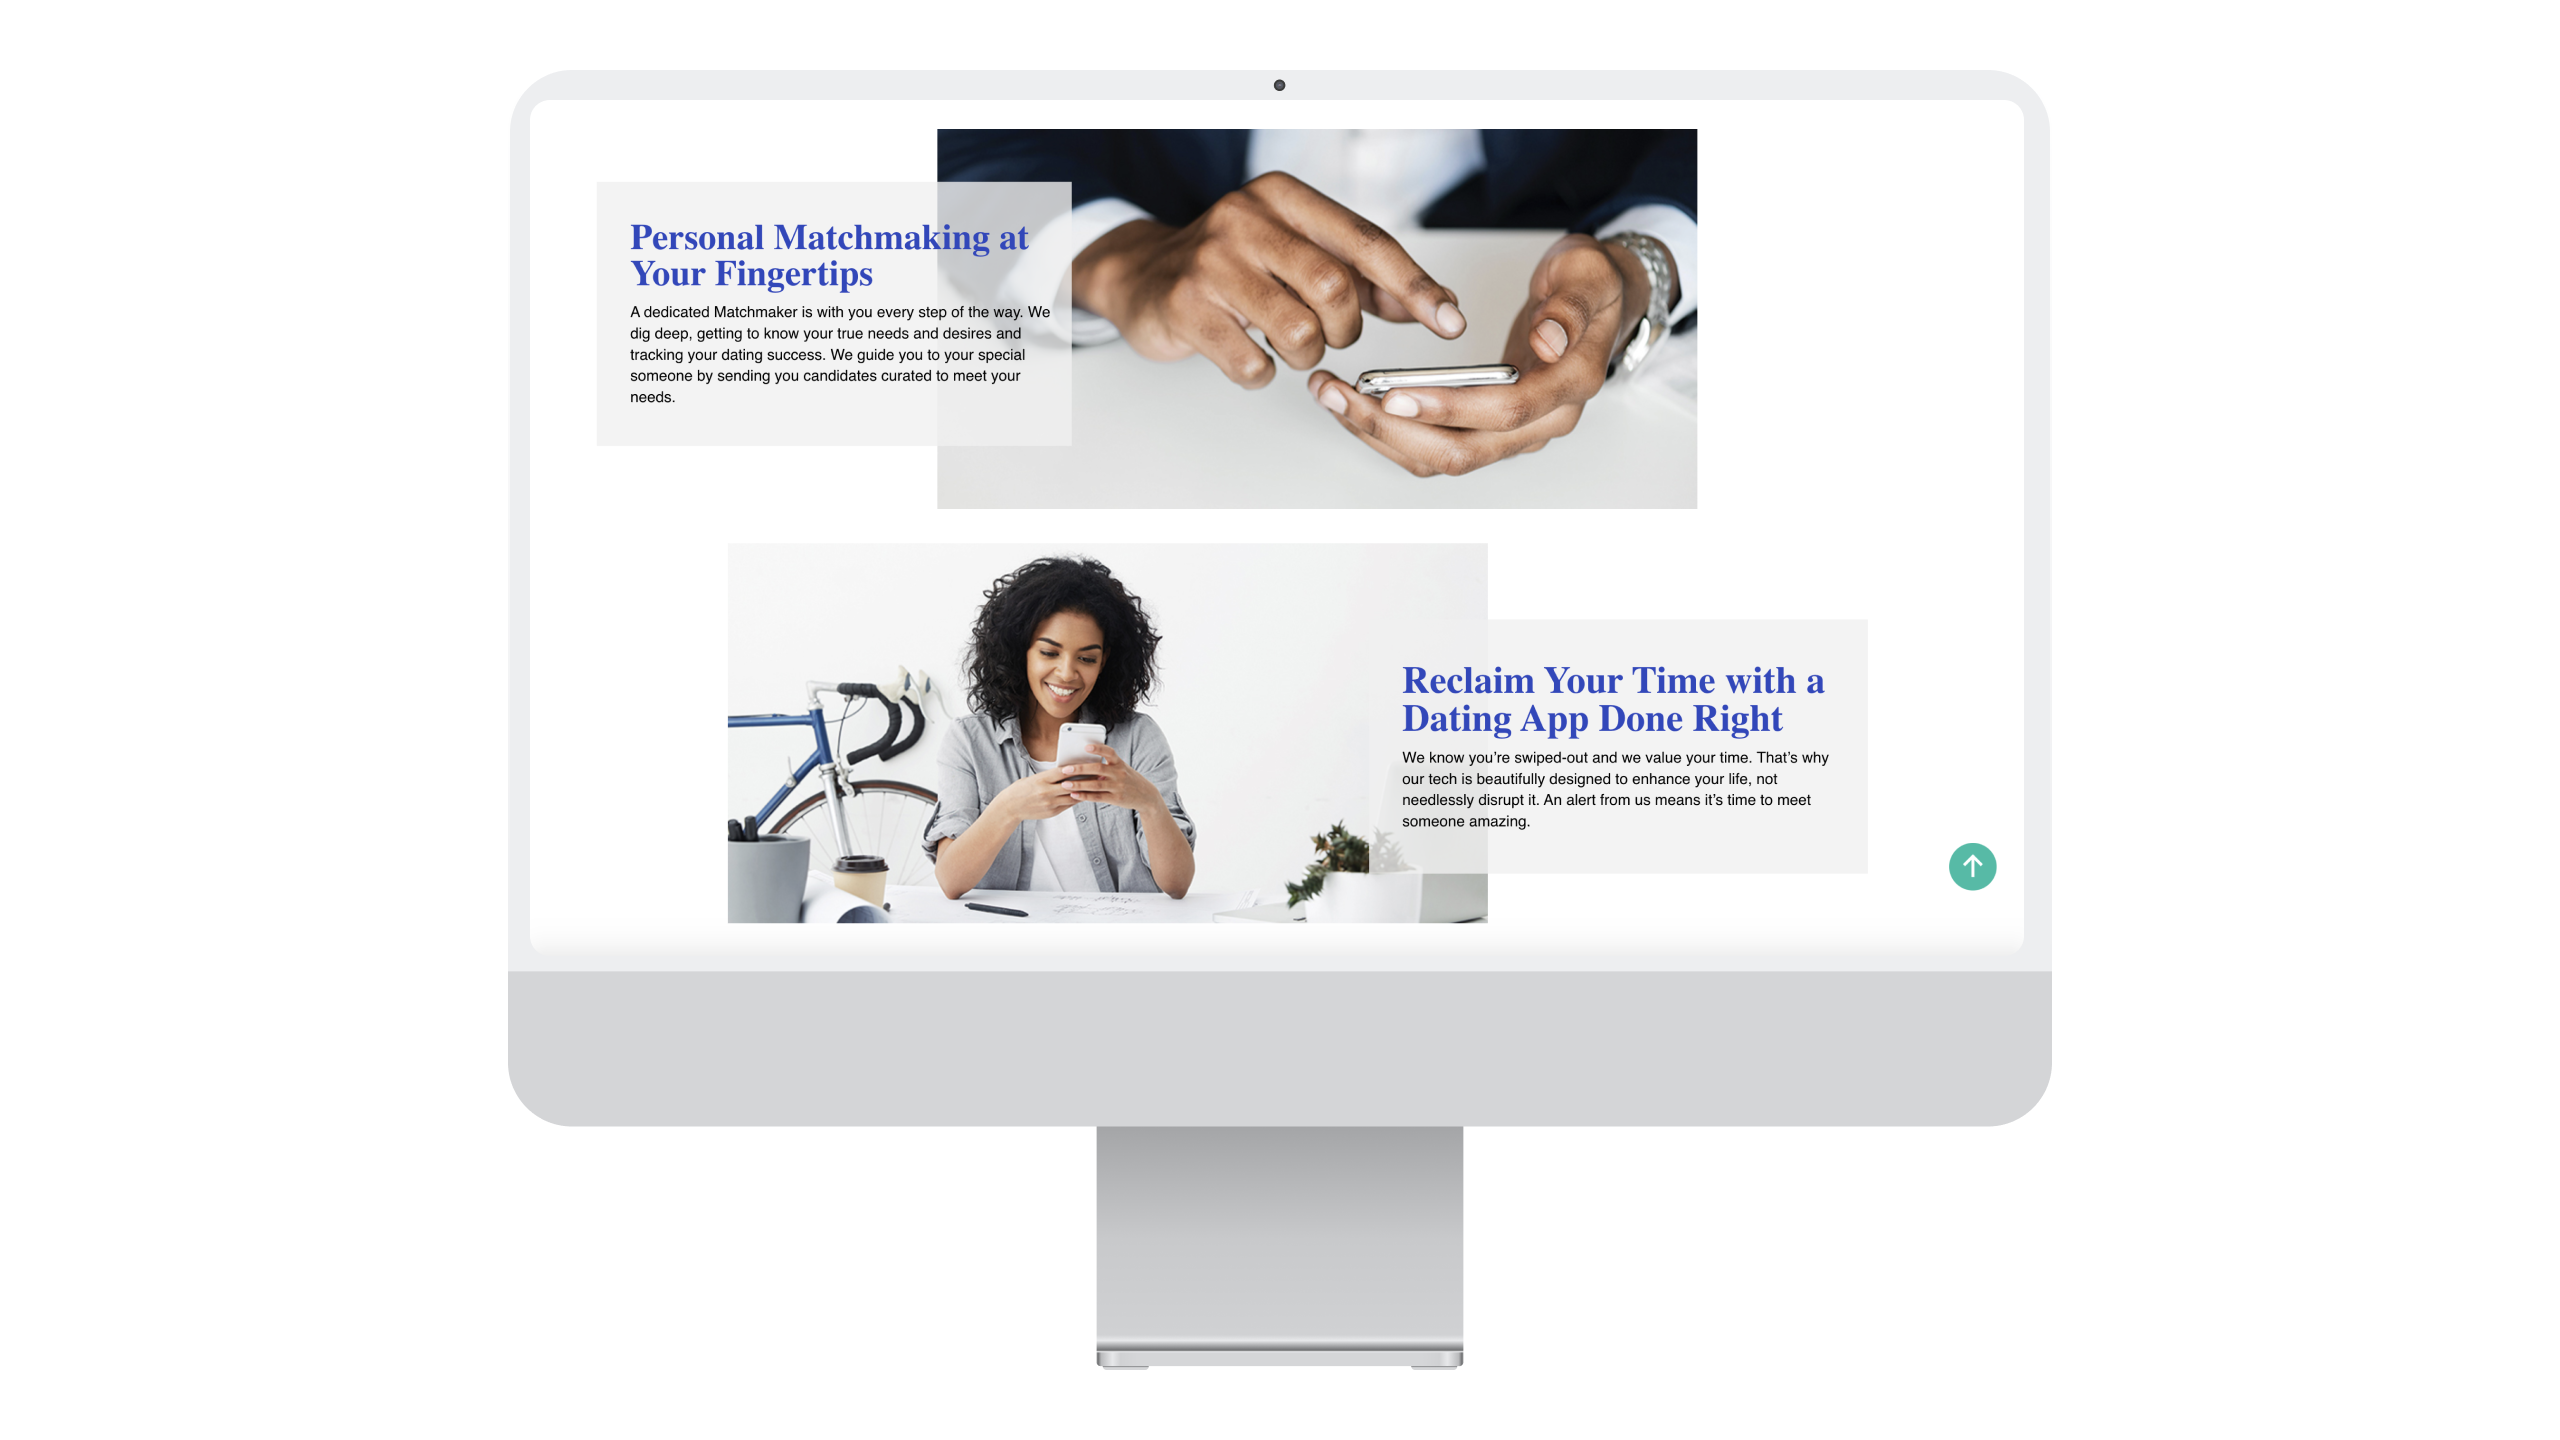 Personal Matchmaking at
Your Fingertips
A dedicated Matchmaker is with you every step of the way. We
dig deep, getting to know your true needs and desires and
tracking your dating success. We guide you to your special
someone by sending you candidates curated to meet your
needs.
Reclaim Your Time with a
Dating App Done Right
We know you’re swiped-out and we value your time. That’s why
our tech is beautifully designed to enhance your life, not
needlessly disrupt it. An alert from us means it’s time to meet
someone amazing.